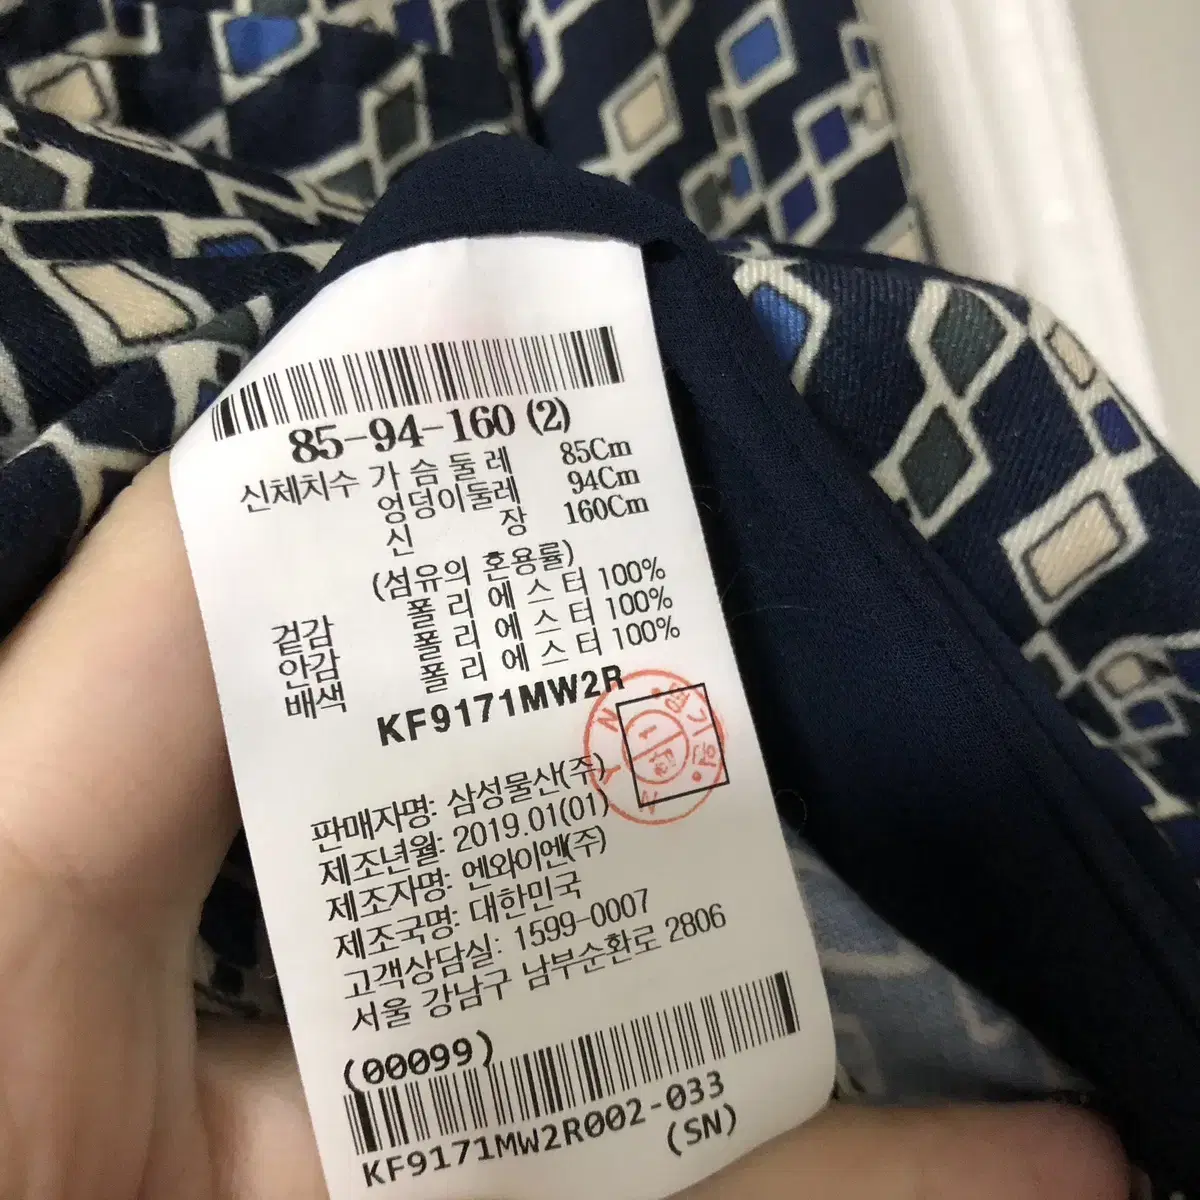 85-94-160 (2)
신체치수 가 슴 둘 레 85Cm
엉덩이둘레 94Cm
신 장 160Cm
(섬유의 혼용률)
겉감 폴 리 에 스 터 100%
안감 폴 리 에 스 터 100%
배색 폴 리 에 스 터 100%
KF9171MW2R
판매자명: 삼성물산(주)
제조년월: 2019.01(01)
제조자명: 엔와이엔(주)
제조국명: 대한민국
고객상담실: 1599-0007
서울 강남구 남부순환로 2806
(00099)
KF9171MW2R002-033
(SN)